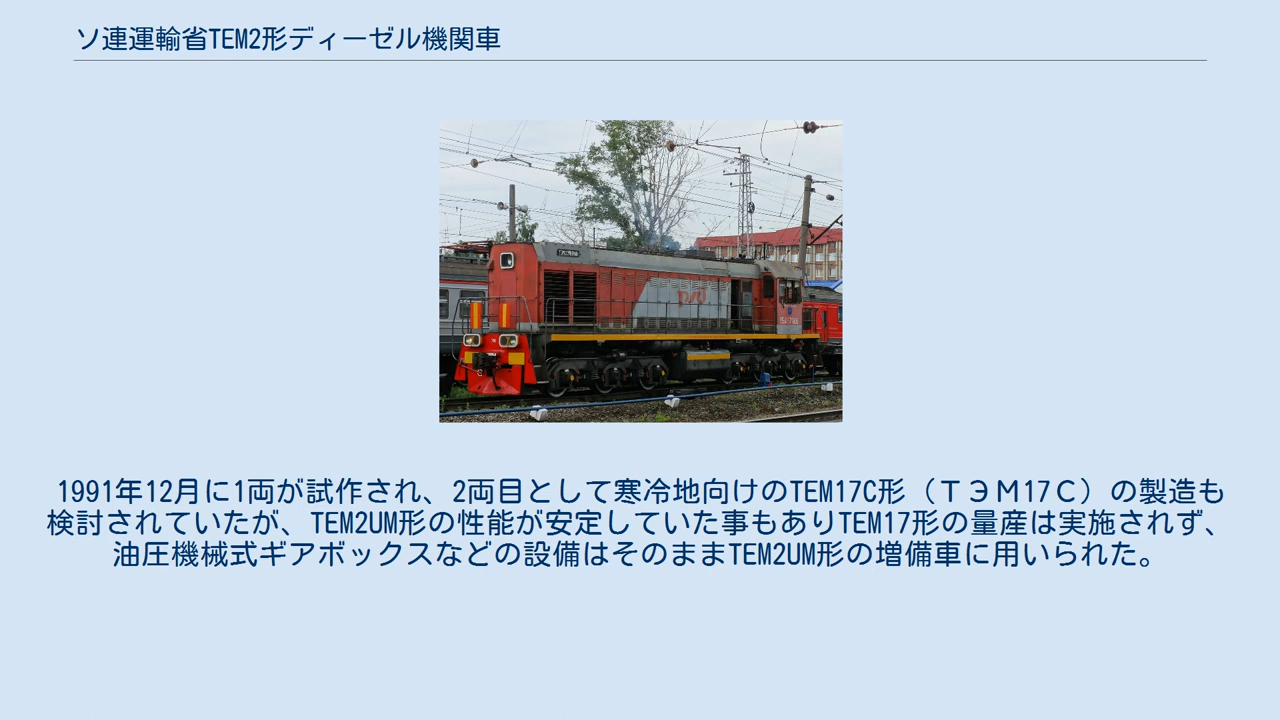 ソ連運輸省TEM2形ディーゼル機関車
1991年12月に1両が試作され、2両目として寒冷地向けのTEM17C形（ＴЭＭ17Ｃ）の製造も
検討されていたが、TEM2UM形の性能が安定していた事もありTEM17形の量産は実施されず、
油圧機械式ギアボックスなどの設備はそのままTEM2UM形の増備車に用いられた。